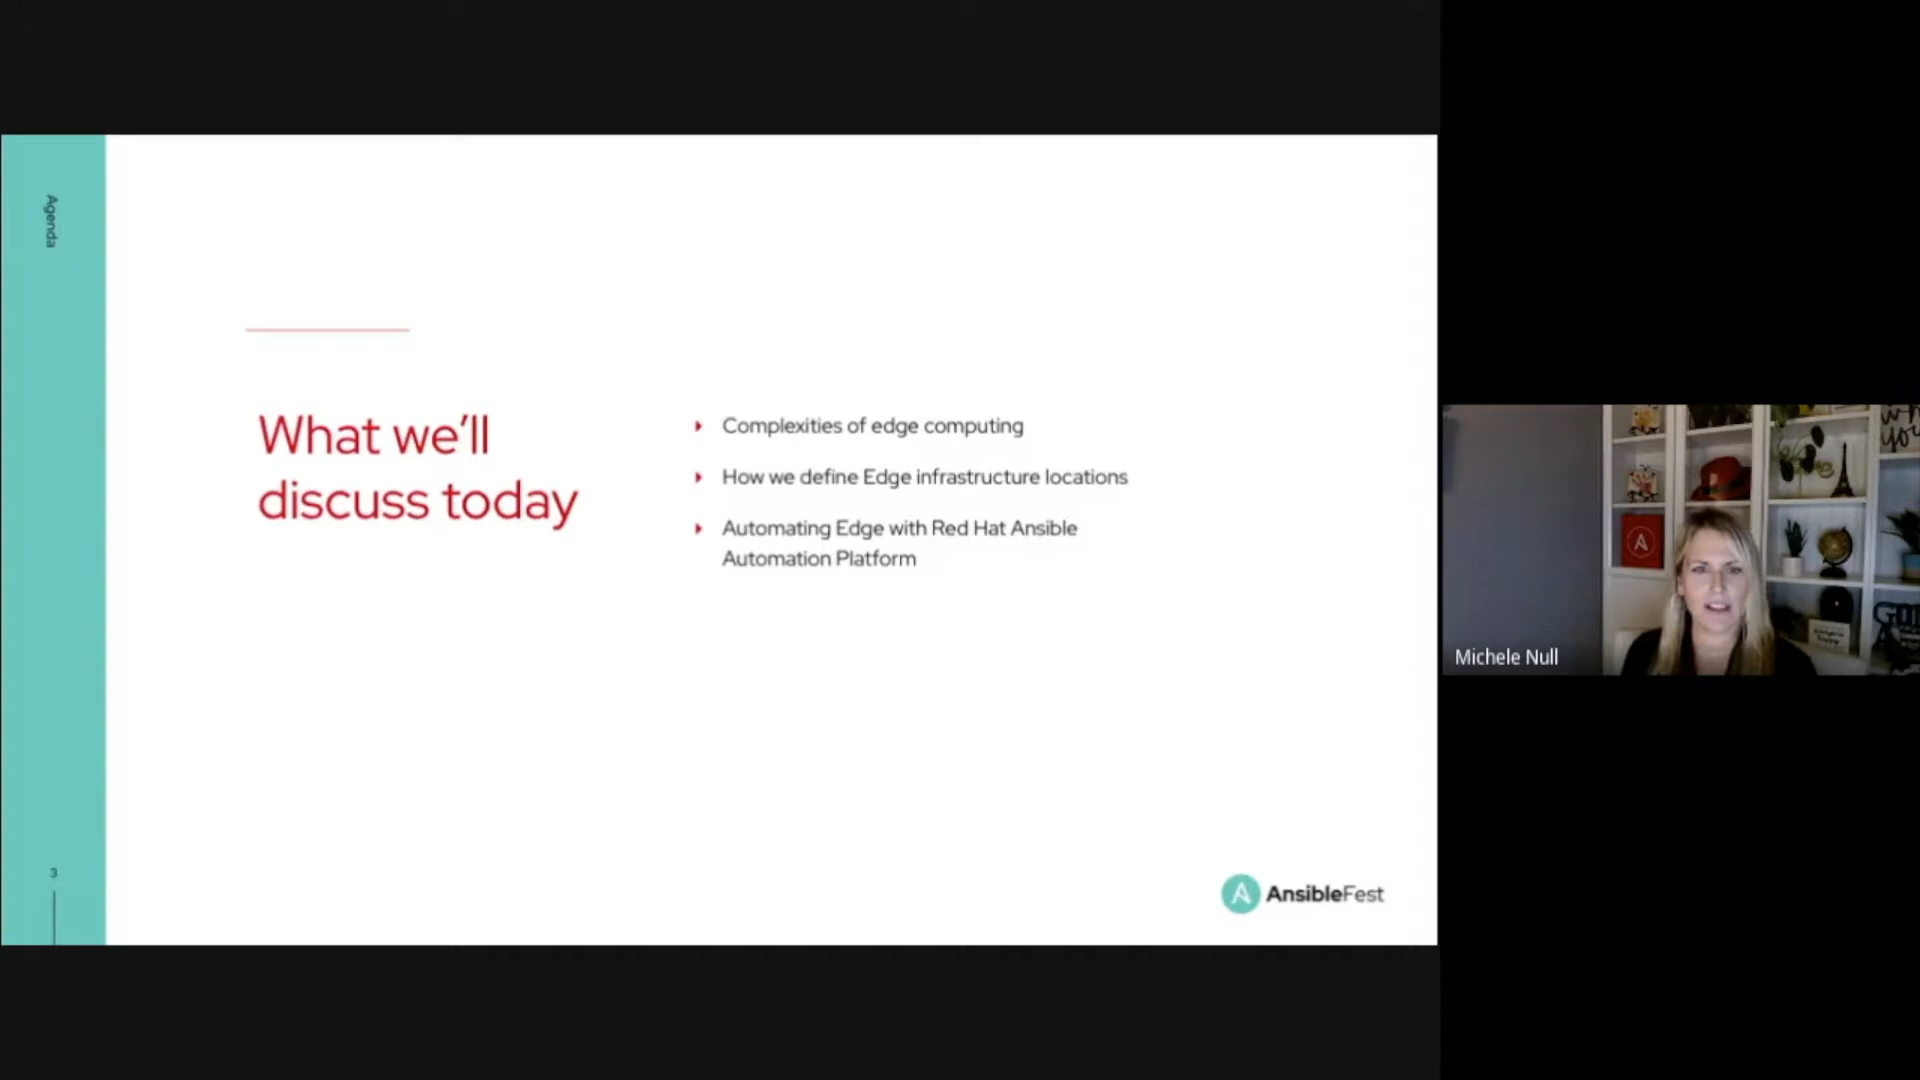 Agenda
What we'll
discuss today
Complexities of edge computing
How we define Edge infrastructure locations
Automating Edge with Red Hat Ansible
Automation Platform
3
AnsibleFest
Michele Null
you